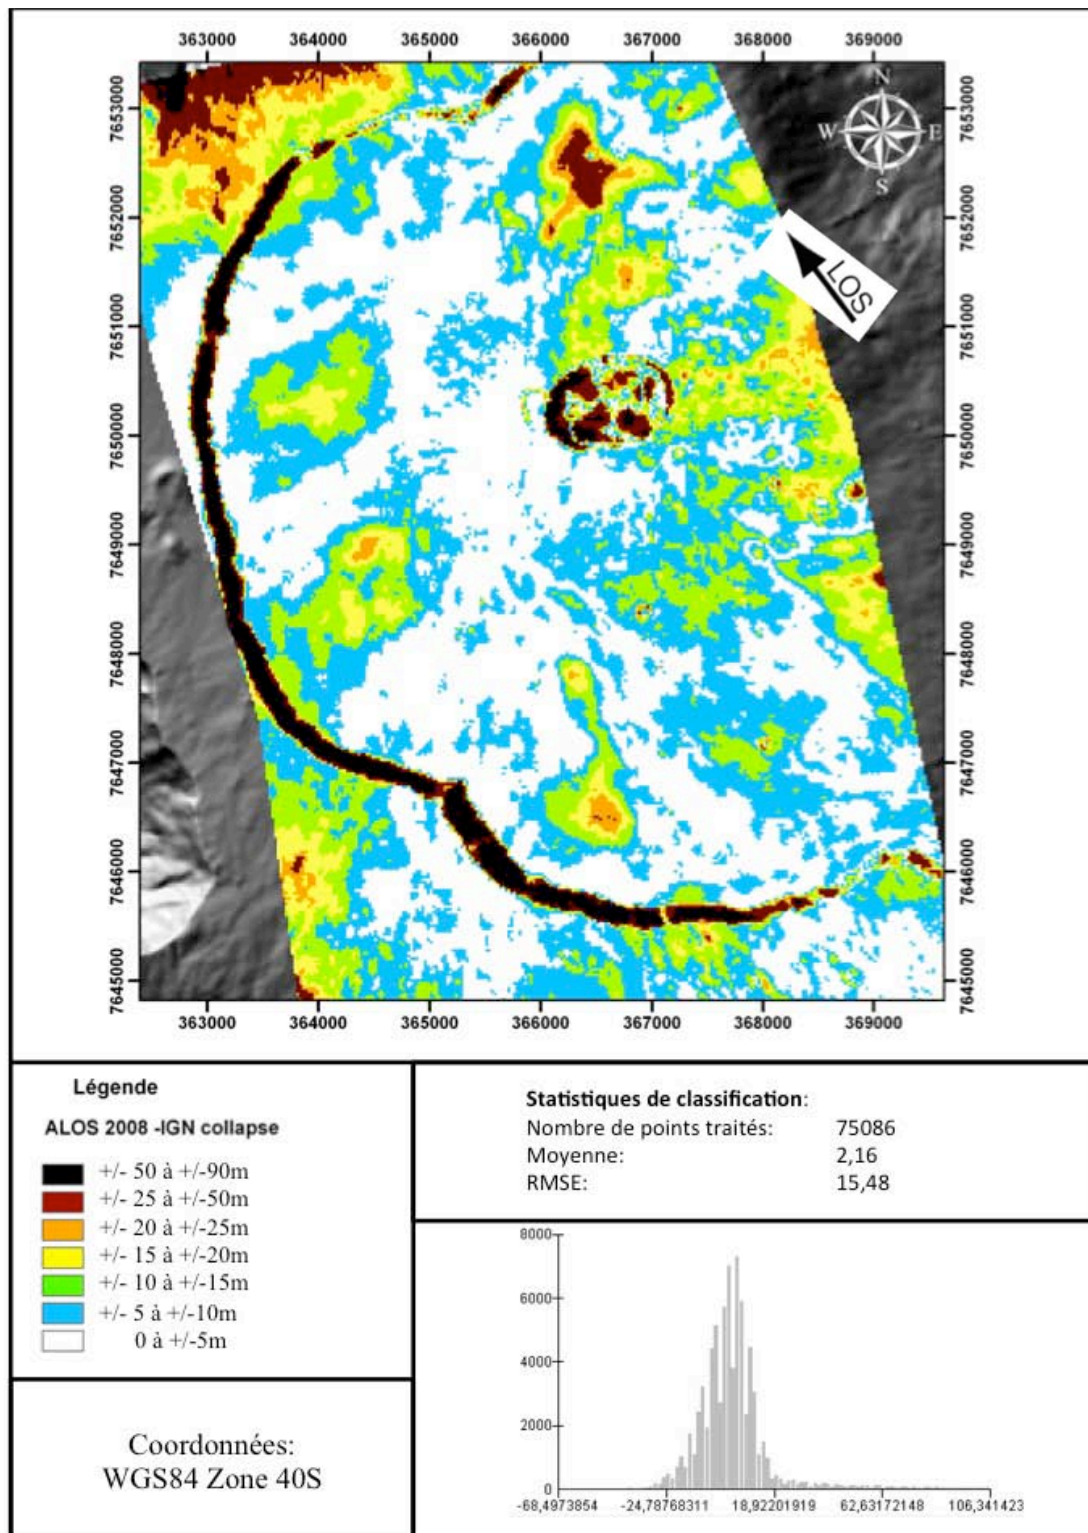 363000 364000 365000 366000 367000 368000 369000
N
W E
S
LOS
7653000 7653000
7652000 7652000
7651000 7651000
7650000 7650000
7649000 7649000
7648000 7648000
7647000 7647000
7646000 7646000
7645000 7645000
363000 364000 365000 366000 367000 368000 369000
Légende
ALOS 2008 -IGN collapse
+/- 50 à +/-90m
+/- 25 à +/-50m
+/- 20 à +/-25m
+/- 15 à +/-20m
+/- 10 à +/-15m
+/- 5 à +/-10m
0 à +/-5m
Coordonnées:
WGS84 Zone 40S
Statistiques de classification:
Nombre de points traités: 75086
Moyenne: 2,16
RMSE: 15,48
8000
6000
4000
2000
0
-68,4973854 -24,78768311 18,92201919 62,63172148 106,341423